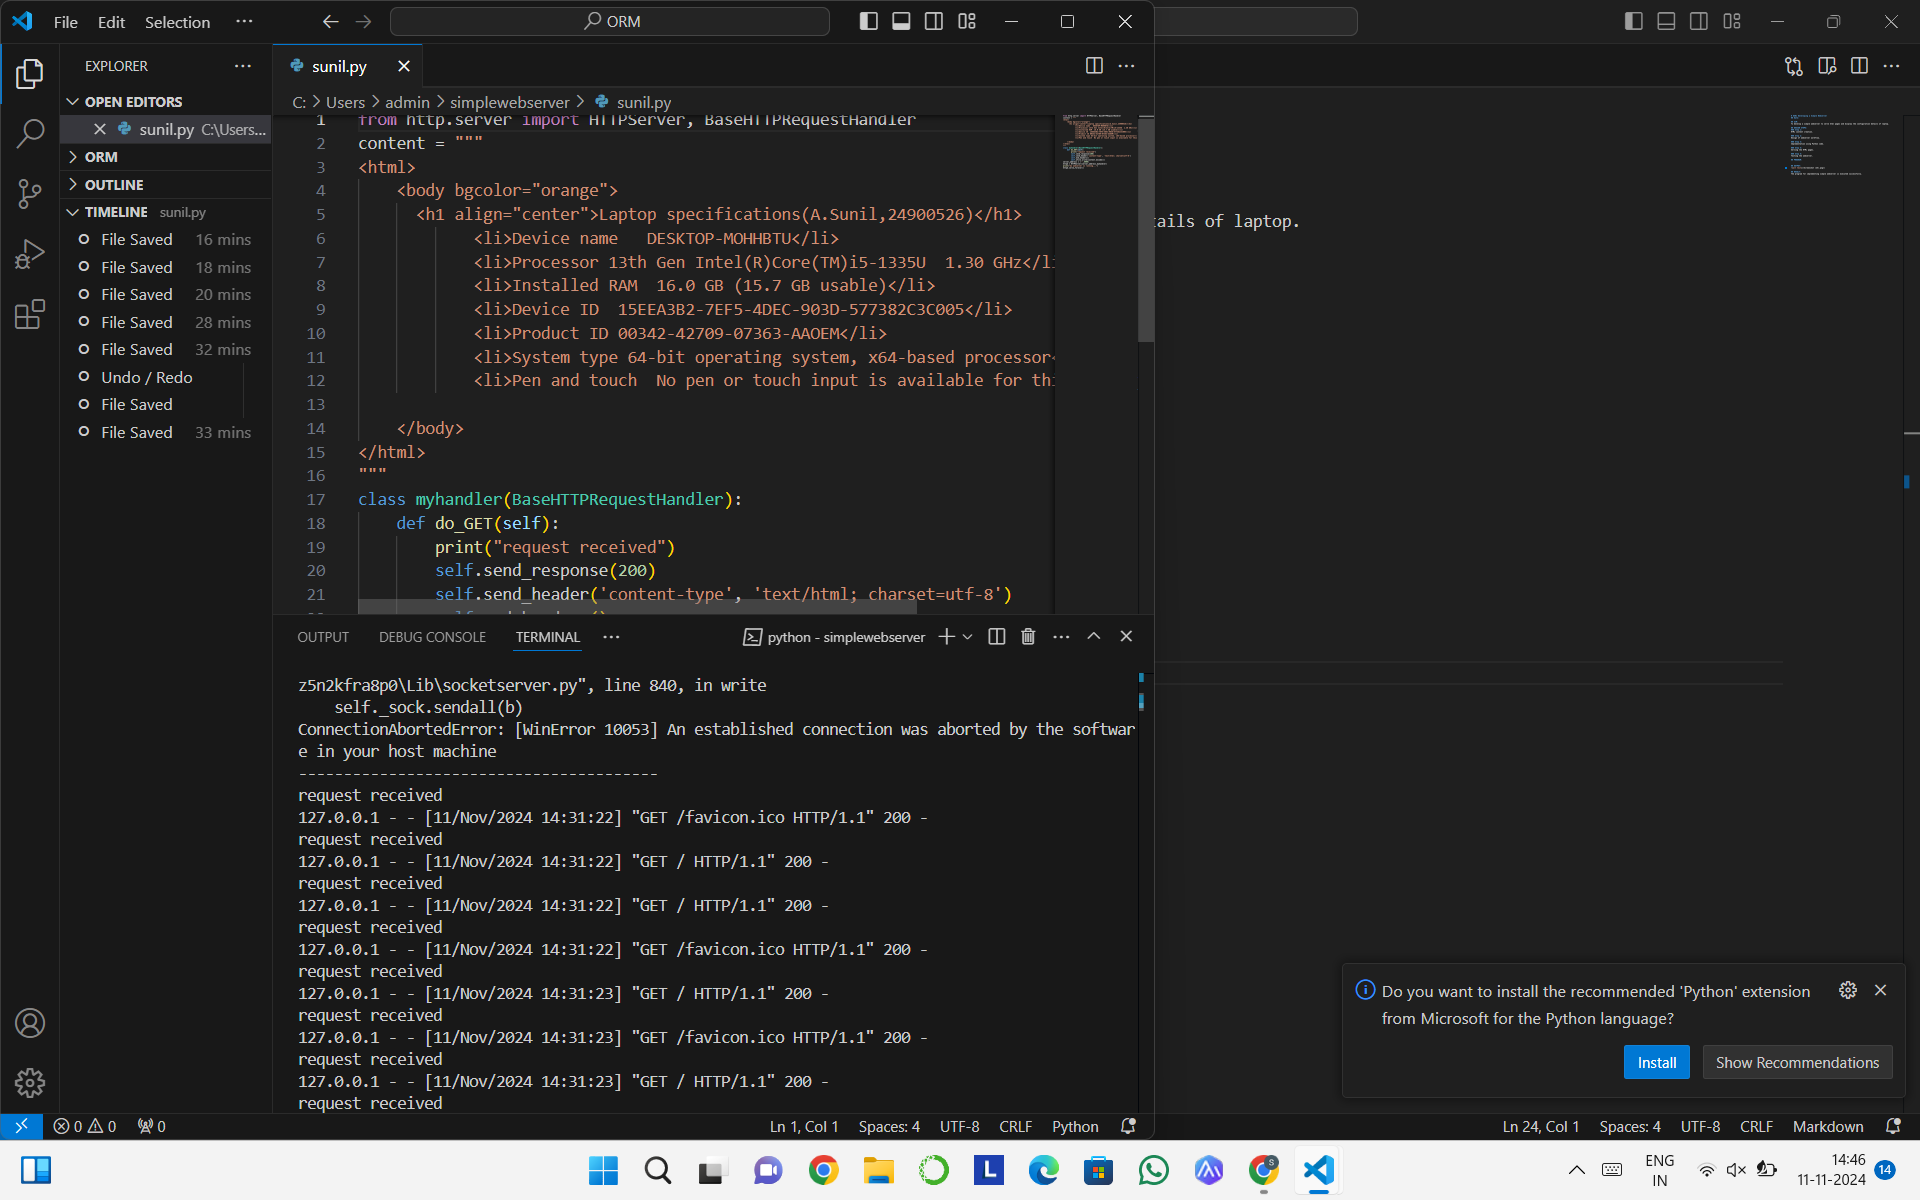 File Edit Selection ··· ORM
EXPLORER
OPEN EDITORS
sunil.py C:\Users...
ORM
OUTLINE
TIMELINE sunil.py
File Saved 16 mins
File Saved 18 mins
File Saved 20 mins
File Saved 28 mins
File Saved 32 mins
Undo / Redo
File Saved
File Saved 33 mins
sunil.py
C: > Users > admin > simplewebserver > sunil.py
1 from http.server import HTTPServer, BaseHTTPRequestHandler
2 content = """
3 <html>
4 <body bgcolor="orange">
5 <h1 align="center">Laptop specifications(A.Sunil,24900526)</h1>
6 <li>Device name DESKTOP-MOHHBTU</li>
7 <li>Processor 13th Gen Intel(R)Core(TM)i5-1335U 1.30 GHz</li
8 <li>Installed RAM 16.0 GB (15.7 GB usable)</li>
9 <li>Device ID 15EEA3B2-7EF5-4DEC-903D-577382C3C005</li>
10 <li>Product ID 00342-42709-07363-AAOEM</li>
11 <li>System type 64-bit operating system, x64-based processor<
12 <li>Pen and touch No pen or touch input is available for thi
13
14 </body>
15 </html>
16 """
17 class myhandler(BaseHTTPRequestHandler):
18 def do_GET(self):
19 print("request received")
20 self.send_response(200)
21 self.send_header('content-type', 'text/html; charset=utf-8')
OUTPUT DEBUG CONSOLE TERMINAL ··· python - simplewebserver
z5n2kfra8p0\Lib\socketserver.py", line 840, in write
self._sock.sendall(b)
ConnectionAbortedError: [WinError 10053] An established connection was aborted by the softwar
e in your host machine
----------------------------------------
request received
127.0.0.1 - - [11/Nov/2024 14:31:22] "GET /favicon.ico HTTP/1.1" 200 -
request received
127.0.0.1 - - [11/Nov/2024 14:31:22] "GET / HTTP/1.1" 200 -
request received
127.0.0.1 - - [11/Nov/2024 14:31:22] "GET / HTTP/1.1" 200 -
request received
127.0.0.1 - - [11/Nov/2024 14:31:22] "GET /favicon.ico HTTP/1.1" 200 -
request received
127.0.0.1 - - [11/Nov/2024 14:31:23] "GET / HTTP/1.1" 200 -
request received
127.0.0.1 - - [11/Nov/2024 14:31:23] "GET /favicon.ico HTTP/1.1" 200 -
request received
127.0.0.1 - - [11/Nov/2024 14:31:23] "GET / HTTP/1.1" 200 -
request received
0 0 0 Ln 1, Col 1 Spaces: 4 UTF-8 CRLF Python
tails of laptop.
Do you want to install the recommended 'Python' extension
from Microsoft for the Python language?
Install Show Recommendations
Ln 24, Col 1 Spaces: 4 UTF-8 CRLF Markdown
L
S
ENG
IN
14:46
11-11-2024
14